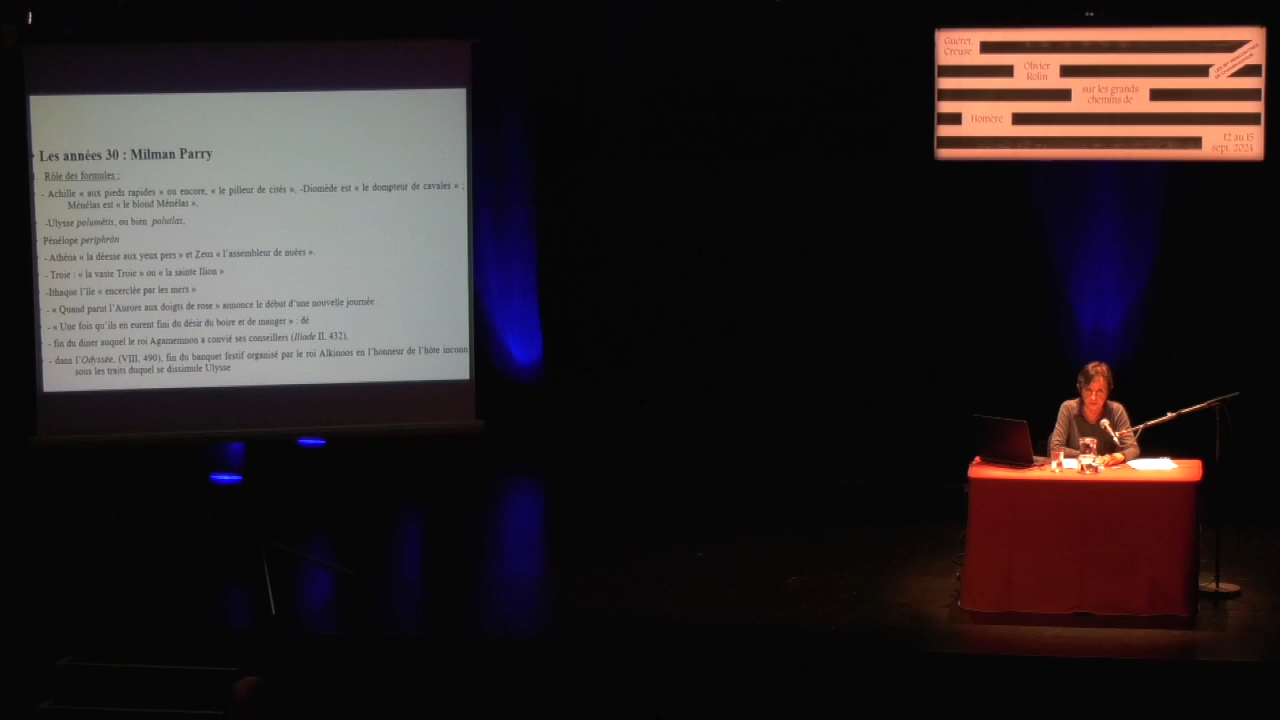 Les années 30 : Milman Parry
Rôle des formules :
- Achille « aux pieds rapides » ou encore, « le pilleur de cités », -Diomède est « le dompteur de cavales » ;
Ménélas est « le blond Ménélas ».
-Ulysse polumétis, ou bien polutlas,
Pénélope periphrôn
- Athéna « la déesse aux yeux pers » et Zeus « l'assembleur de nuées ».
- Troie : « la vaste Troie » ou « la sainte Ilion »
-Ithaque l'île « encerclée par les mers »
- « Quand parut l'Aurore aux doigts de rose » annonce le début d'une nouvelle journée .
- « Une fois qu'ils en eurent fini du désir du boire et de manger » : dé
- fin du dîner auquel le roi Agamemnon a convié ses conseillers (Iliade II, 432),
- dans l'Odyssée, (VIII, 490), fin du banquet festif organisé par le roi Alkinoos en l'honneur de l'hôte inconn
sous les traits duquel se dissimule Ulysse
Guéret,
Creuse
Olivier
Rolin
sur les grands
chemins de
Homère
12 au 15
sept. 2024